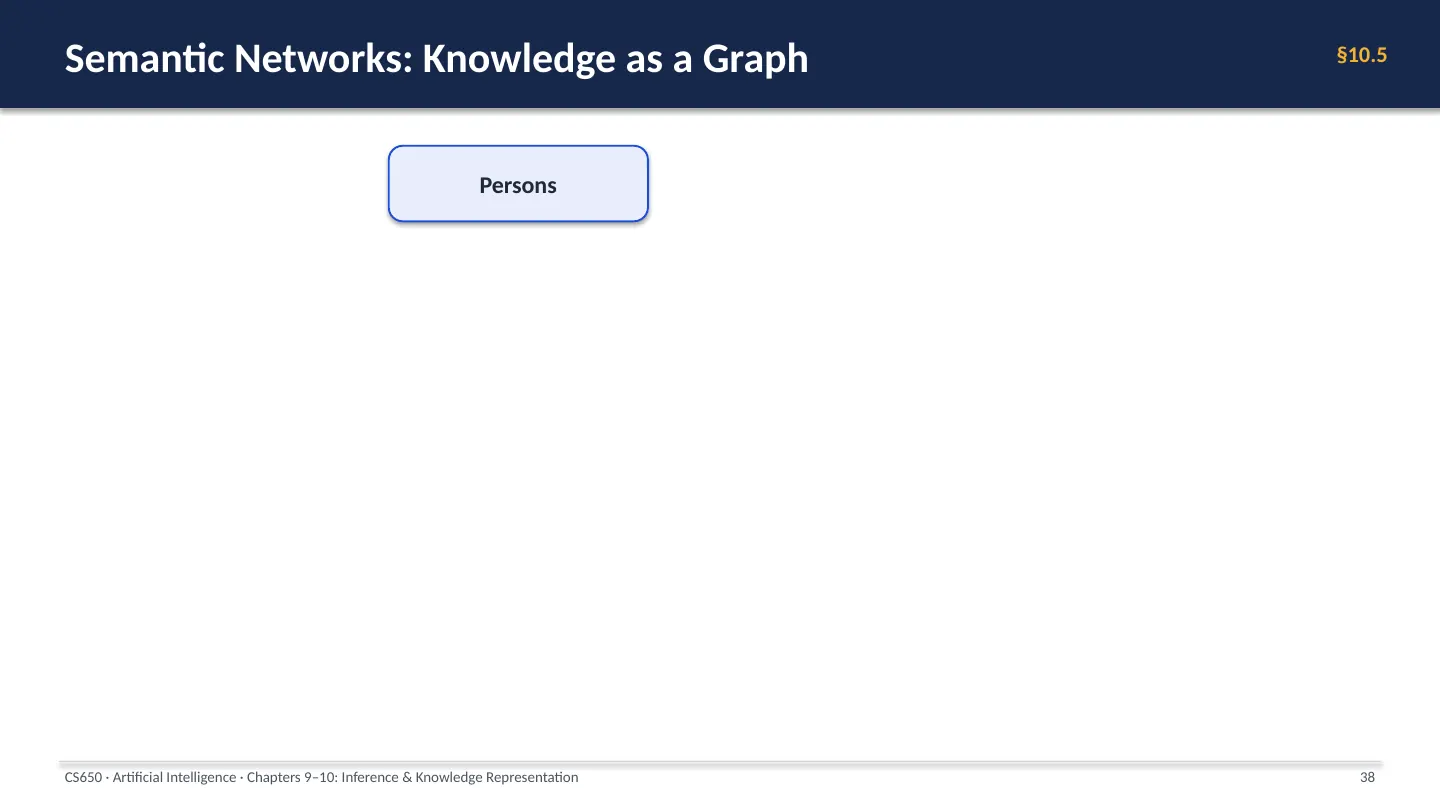 Semantic Networks: Knowledge as a Graph
§10.5
Persons
CS650 · Artificial Intelligence · Chapters 9–10: Inference & Knowledge Representation
38